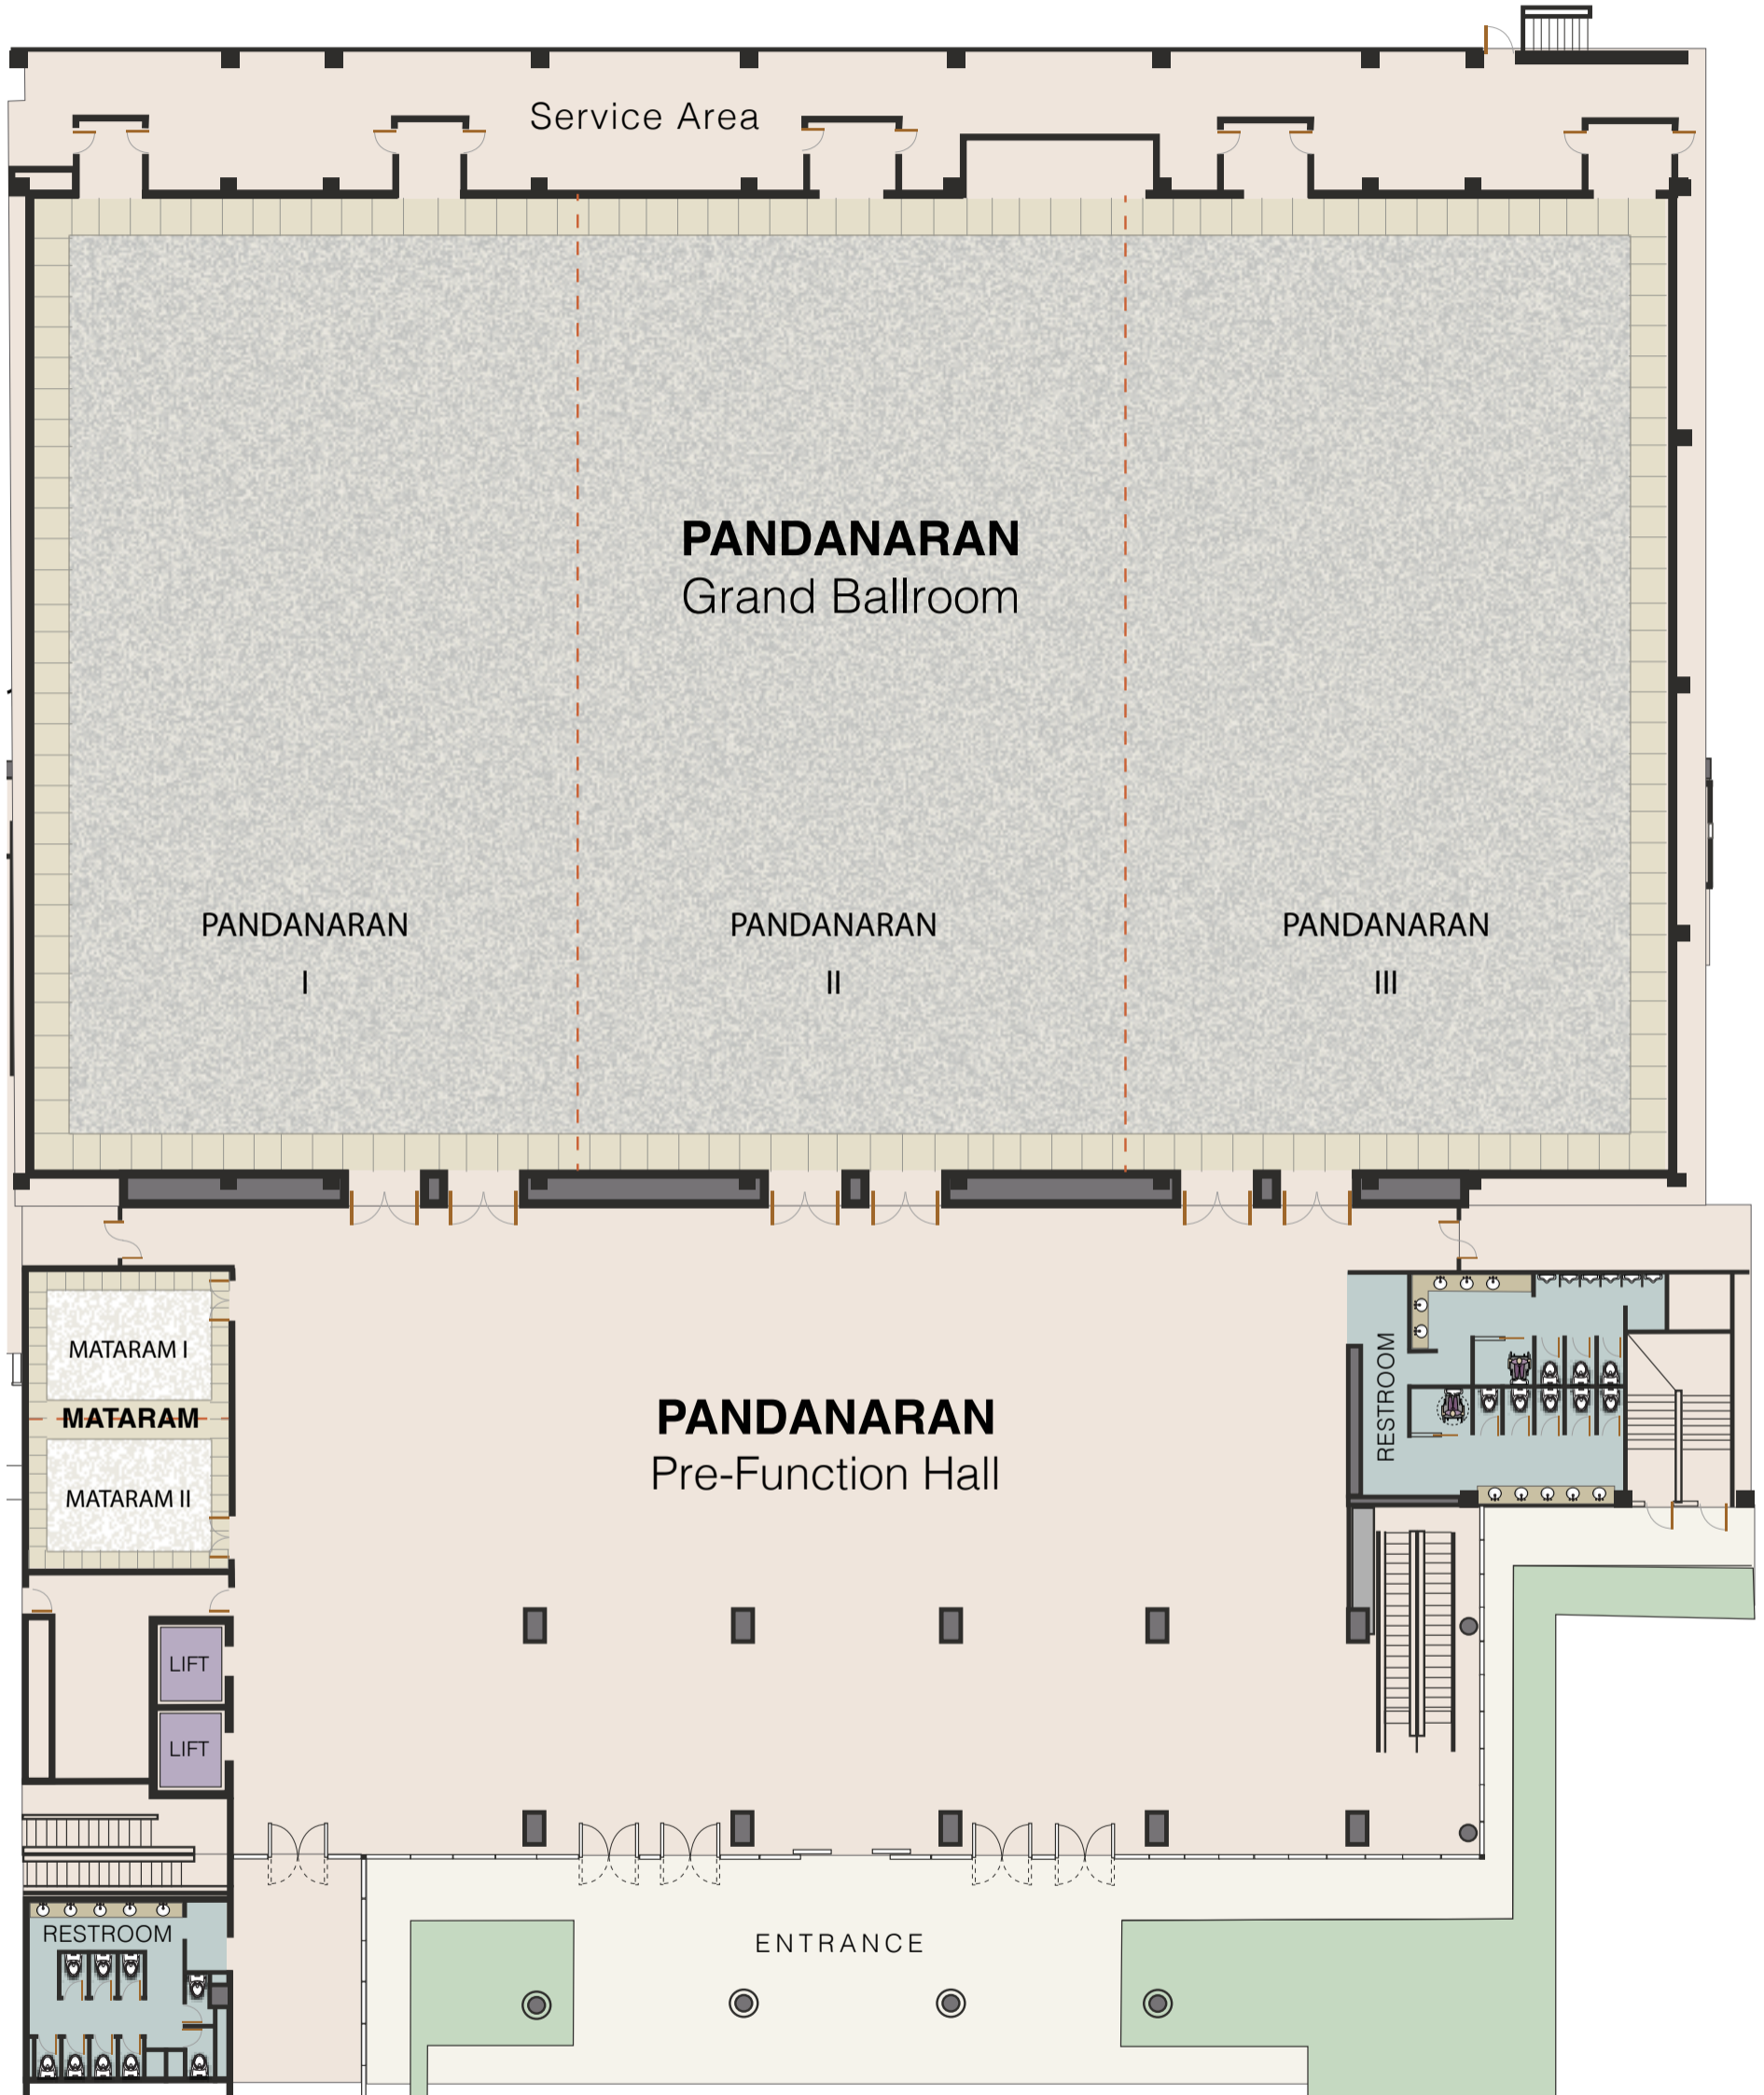 Service Area
PANDANARAN
Grand Ballroom
PANDANARAN
I
PANDANARAN
II
PANDANARAN
III
MATARAM I
MATARAM
MATARAM II
PANDANARAN
Pre-Function Hall
RESTROOM
LIFT
LIFT
RESTROOM
ENTRANCE